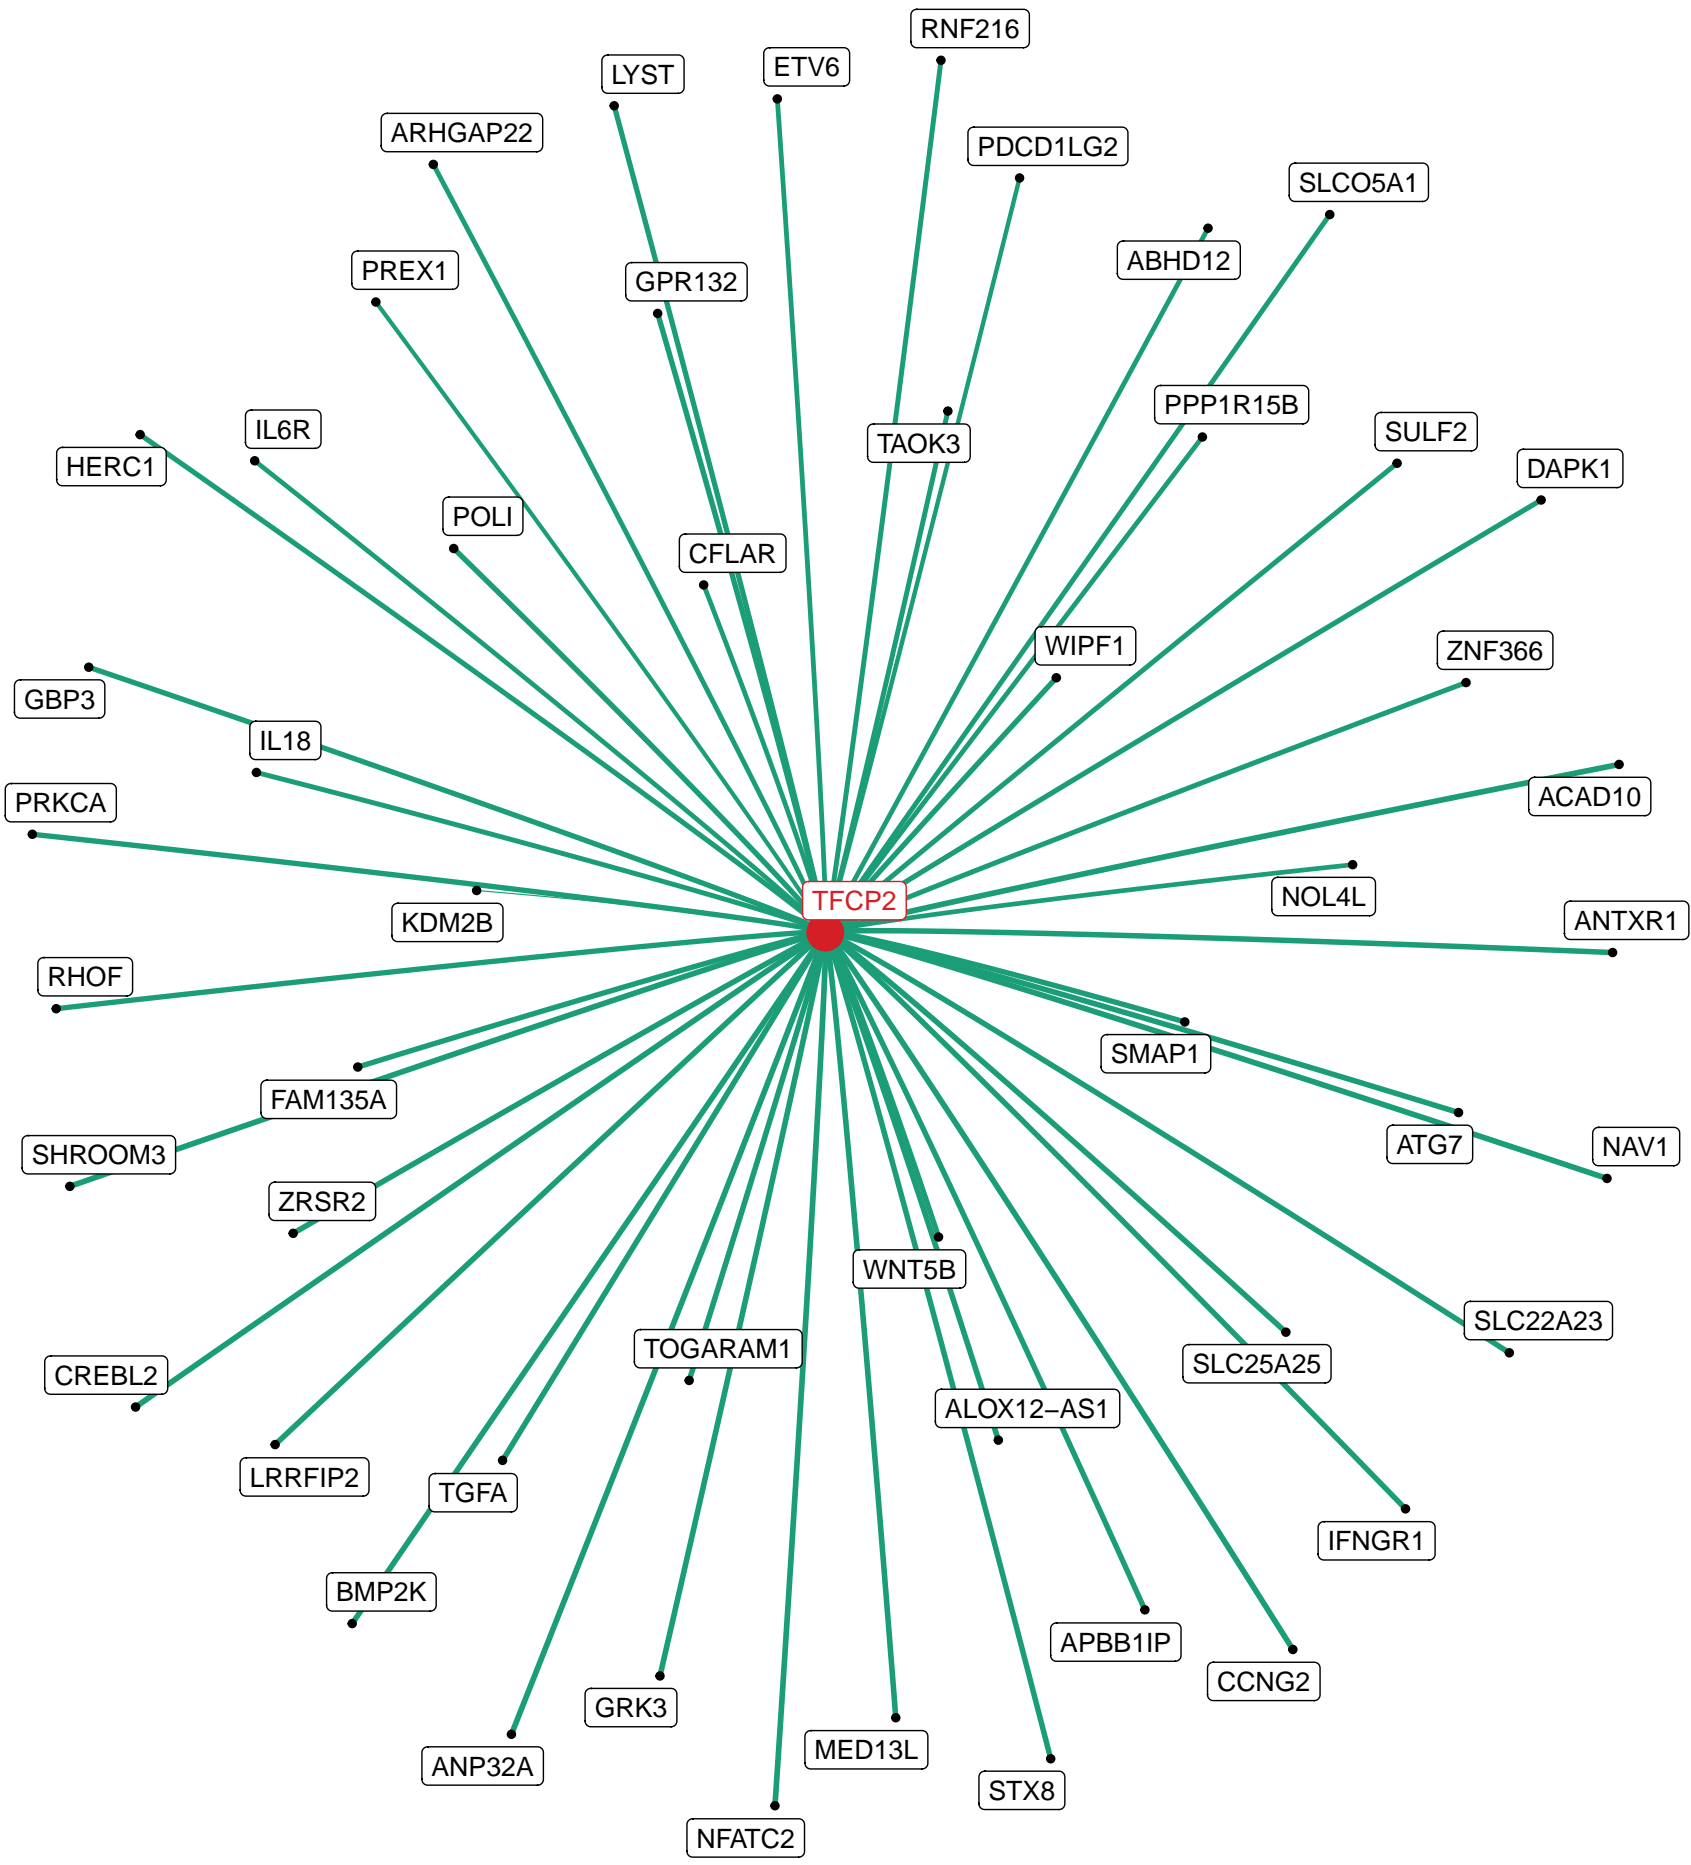 RNF216
ETV6
LYST
ARHGAP22
PDCD1LG2
SLCO5A1
ABHD12
PREX1
GPR132
PPP1R15B
IL6R
SULF2
TAOK3
HERC1
DAPK1
POLI
CFLAR
WIPF1
ZNF366
GBP3
IL18
ACAD10
PRKCA
NOL4L
TFCP2
ANTXR1
KDM2B
RHOF
SMAP1
FAM135A
ATG7
NAV1
SHROOM3
ZRSR2
WNT5B
SLC22A23
TOGARAM1
SLC25A25
CREBL2
ALOX12–AS1
LRRFIP2
TGFA
IFNGR1
BMP2K
APBB1IP
CCNG2
GRK3
MED13L
ANP32A
STX8
NFATC2